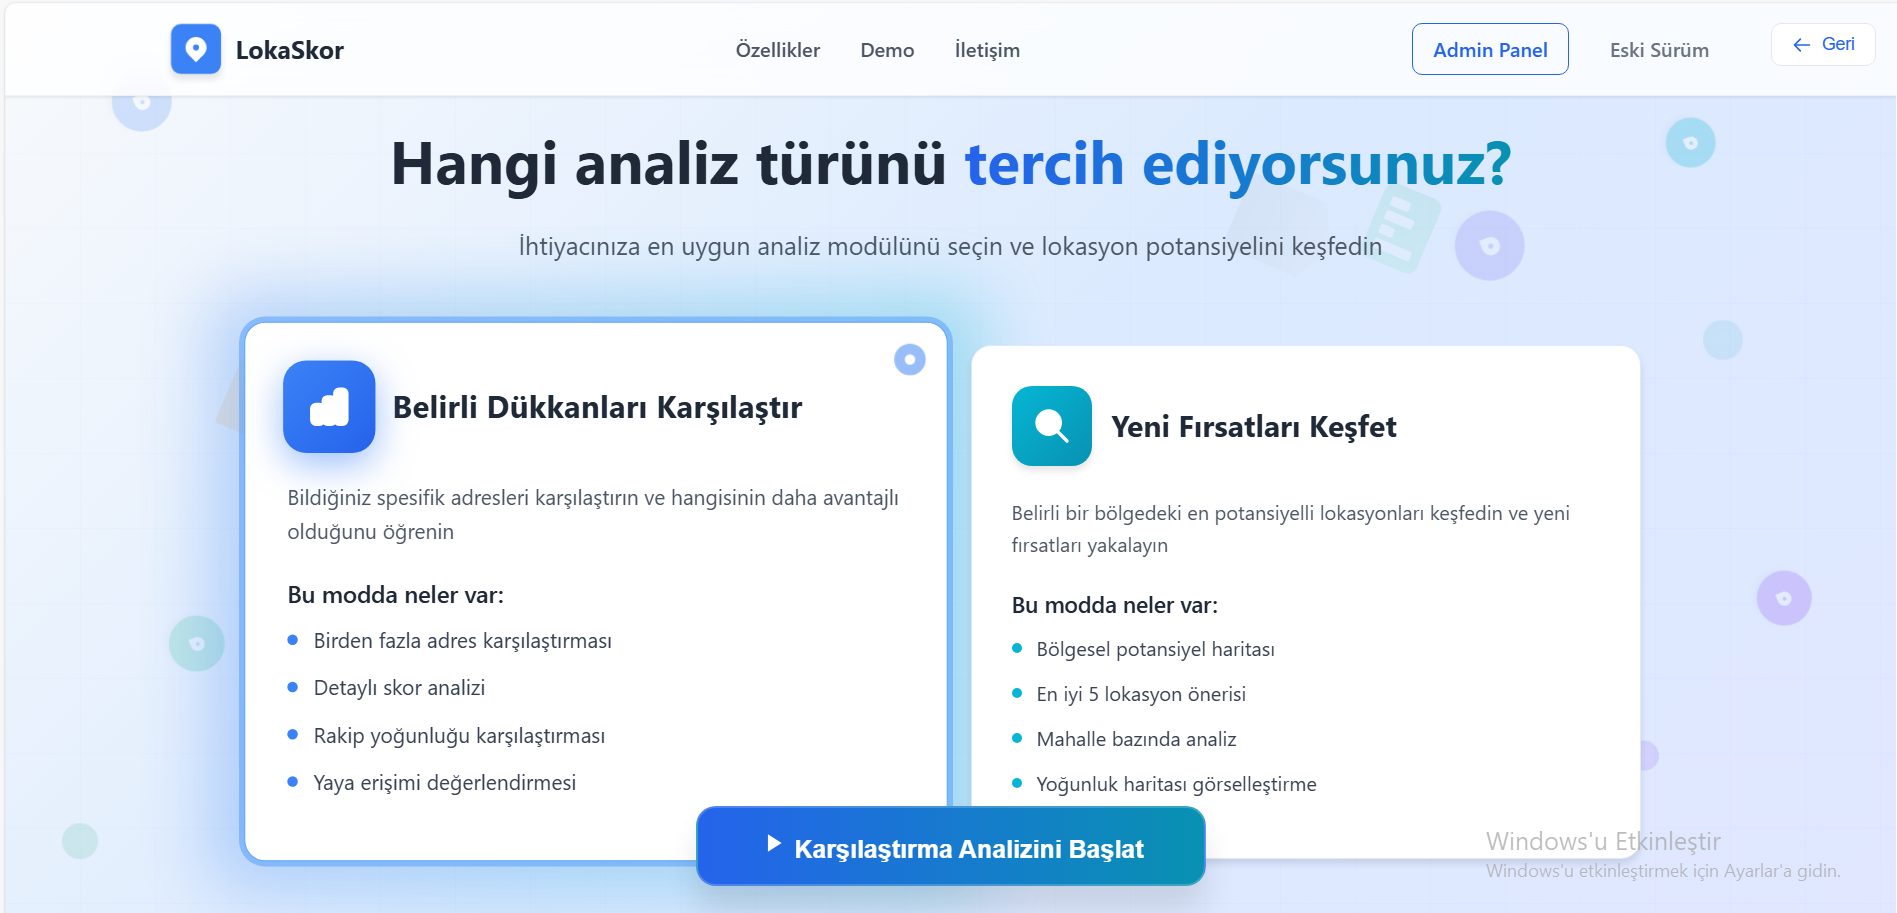 LokaSkor
Özellikler
Demo
İletişim
Admin Panel
Eski Sürüm
Geri
Hangi analiz türünü tercih ediyorsunuz?
İhtiyacınıza en uygun analiz modülünü seçin ve lokasyon potansiyelini keşfedin
Belirli Dükkanları Karşılaştır
Bildiğiniz spesifik adresleri karşılaştırın ve hangisinin daha avantajlı
olduğunu öğrenin
Bu modda neler var:
Birden fazla adres karşılaştırması
Detaylı skor analizi
Rakip yoğunluğu karşılaştırması
Yaya erişimi değerlendirmesi
Yeni Fırsatları Keşfet
Belirli bir bölgedeki en potansiyelli lokasyonları keşfedin ve yeni
fırsatları yakalayın
Bu modda neler var:
Bölgesel potansiyel haritası
En iyi 5 lokasyon önerisi
Mahalle bazında analiz
Yoğunluk haritası görselleştirme
Karşılaştırma Analizini Başlat
Windows'u Etkinleştir
Windows'u etkinleştirmek için Ayarlar'a gidin.